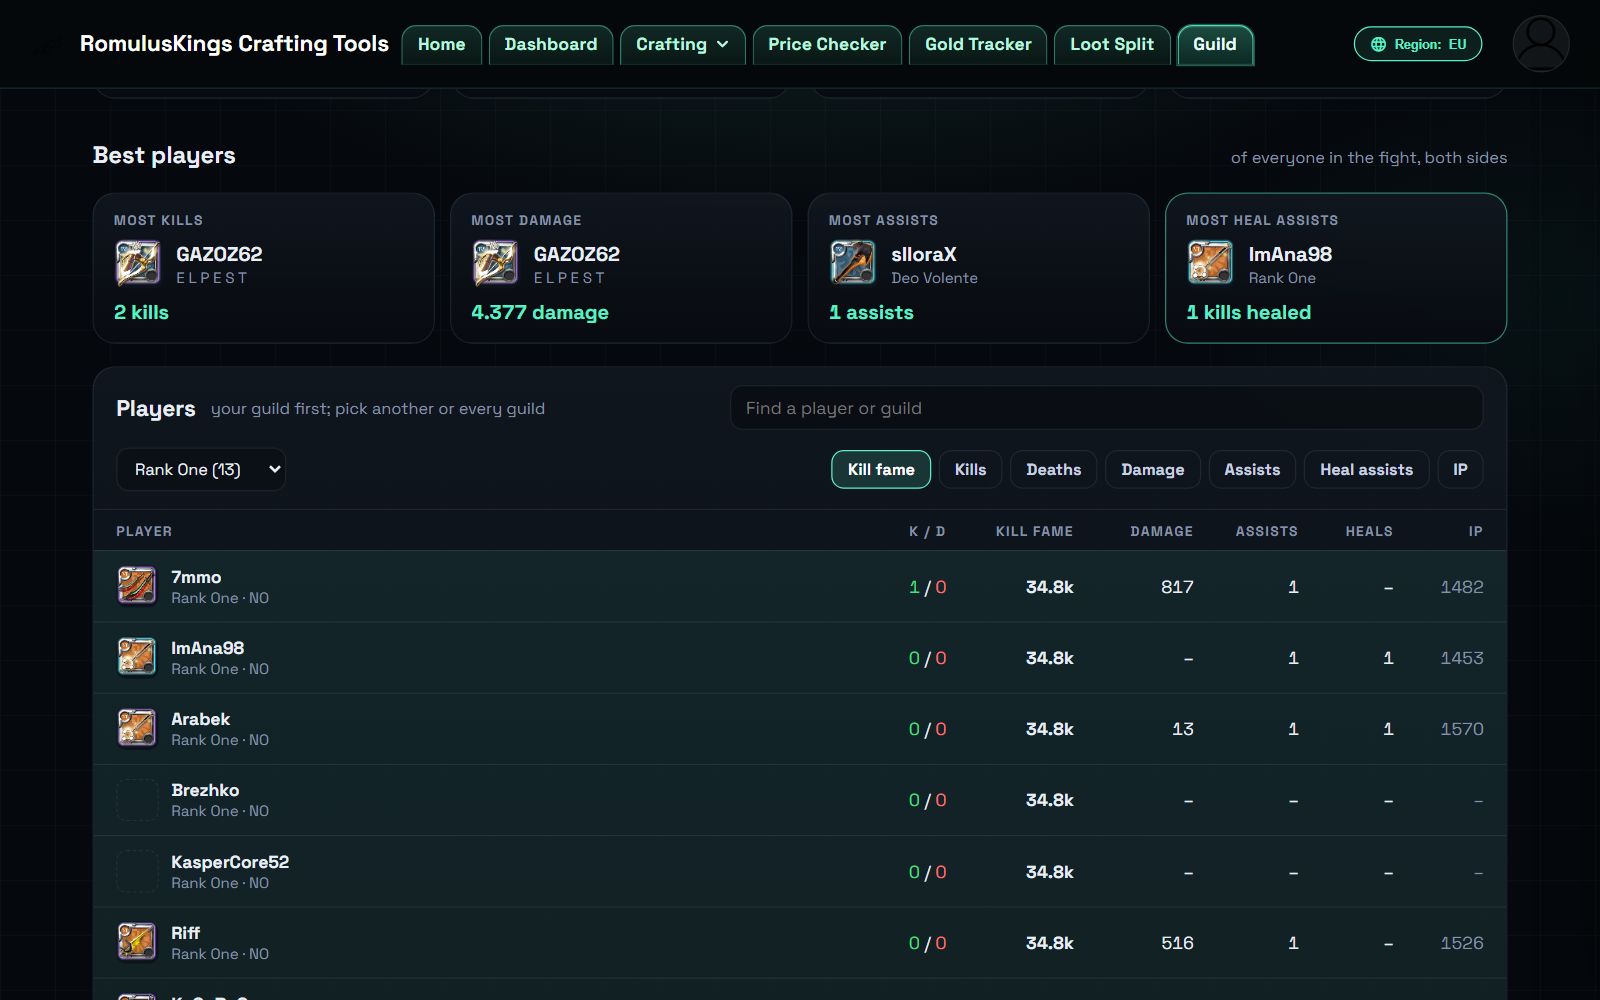 RomulusKings Crafting Tools
Home
Dashboard
Crafting
Price Checker
Gold Tracker
Loot Split
Guild
Region: EU
Best players
of everyone in the fight, both sides
MOST KILLS
GAZOZ62
E L P E S T
2 kills
MOST DAMAGE
GAZOZ62
E L P E S T
4.377 damage
MOST ASSISTS
Deo Volente
1 assists
MOST HEAL ASSISTS
Rank One
1 kills healed
Players your guild first; pick another or every guild
Find a player or guild
Rank One (13)
Kill fame
Kills
Deaths
Damage
Assists
Heal assists
IP
PLAYER K / D KILL FAME DAMAGE ASSISTS HEALS IP
7mmo
Rank One · NO
1 / 0 34.8k 817 1 – 1482
ImAna98
Rank One · NO
0 / 0 34.8k – 1 1 1453
Arabek
Rank One · NO
0 / 0 34.8k 13 1 1 1570
Brezhko
Rank One · NO
0 / 0 34.8k – – – –
KasperCore52
Rank One · NO
0 / 0 34.8k – – – –
Riff
Rank One · NO
0 / 0 34.8k 516 1 – 1526